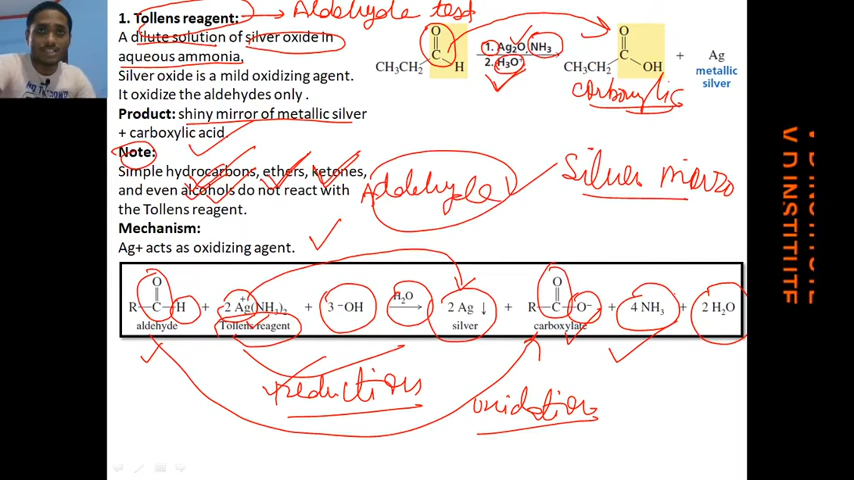 1. Tollens reagent: Aldehyde test
A dilute solution of silver oxide in
aqueous ammonia,
Silver oxide is a mild oxidizing agent.
It oxidize the aldehydes only .
Product: shiny mirror of metallic silver
+ carboxylic acid.
Note:
Simple hydrocarbons, ethers, ketones,
and even alcohols do not react with
the Tollens reagent.
Mechanism:
Ag+ acts as oxidizing agent.
O
CH₃CH₂ C H
1. Ag₂O, NH₃
2. H₃O⁺
O
CH₃CH₂ C OH
+ Ag
metallic
silver
carboxylic
Aldehyde
Silver mirro
O O
R—C—H + 2 Ag(NH₃)₂ + 3 ⁻OH H₂O → 2 Ag ↓ + R—C—O⁻ + 4 NH₃ + 2 H₂O
aldehyde Tollens reagent silver carboxylate
reduction
oxidation
V D INSTITUTE